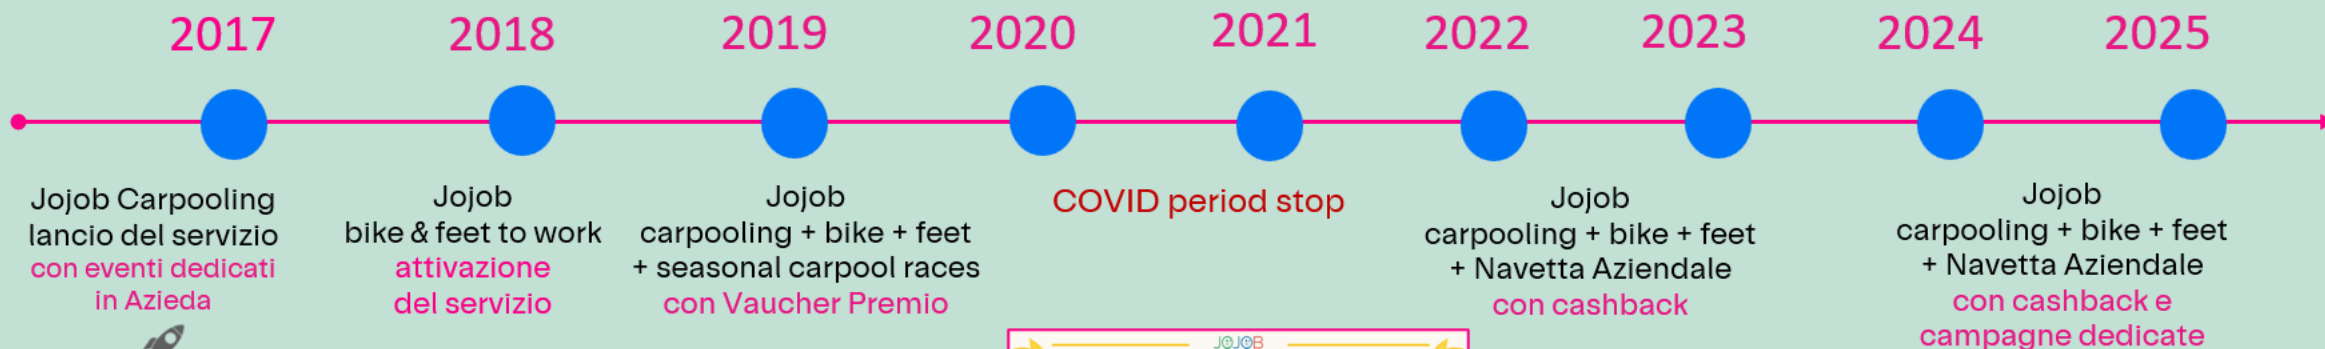 2017 2018 2019 2020 2021 2022 2023 2024 2025
Jojob Carpooling
lancio del servizio
con eventi dedicati
in Azieda
Jojob
bike & feet to work
attivazione
del servizio
Jojob
carpooling + bike + feet
+ seasonal carpool races
con Vaucher Premio
COVID period stop
Jojob
carpooling + bike + feet
+ Navetta Aziendale
con cashback
Jojob
carpooling + bike + feet
+ Navetta Aziendale
con cashback e
campagne dedicate
JOJOB